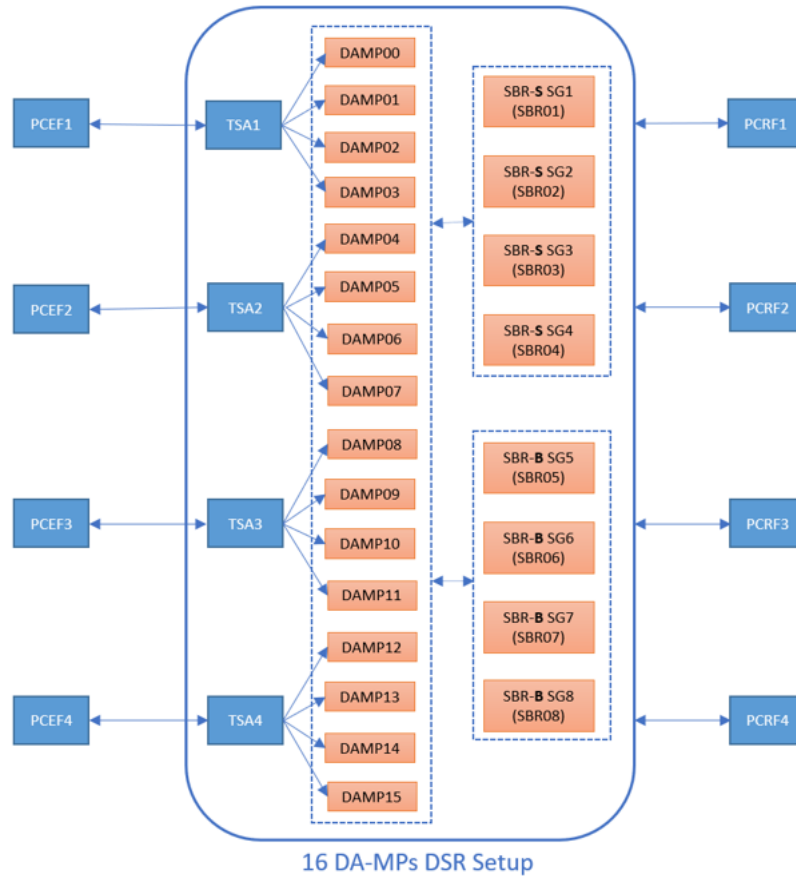 PCEF1
PCEF2
PCEF3
PCEF4
TSA1
TSA2
TSA3
TSA4
DAMP00
DAMP01
DAMP02
DAMP03
DAMP04
DAMP05
DAMP06
DAMP07
DAMP08
DAMP09
DAMP10
DAMP11
DAMP12
DAMP13
DAMP14
DAMP15
SBR-S SG1
(SBR01)
SBR-S SG2
(SBR02)
SBR-S SG3
(SBR03)
SBR-S SG4
(SBR04)
SBR-B SG5
(SBR05)
SBR-B SG6
(SBR06)
SBR-B SG7
(SBR07)
SBR-B SG8
(SBR08)
PCRF1
PCRF2
PCRF3
PCRF4
16 DA-MPs DSR Setup